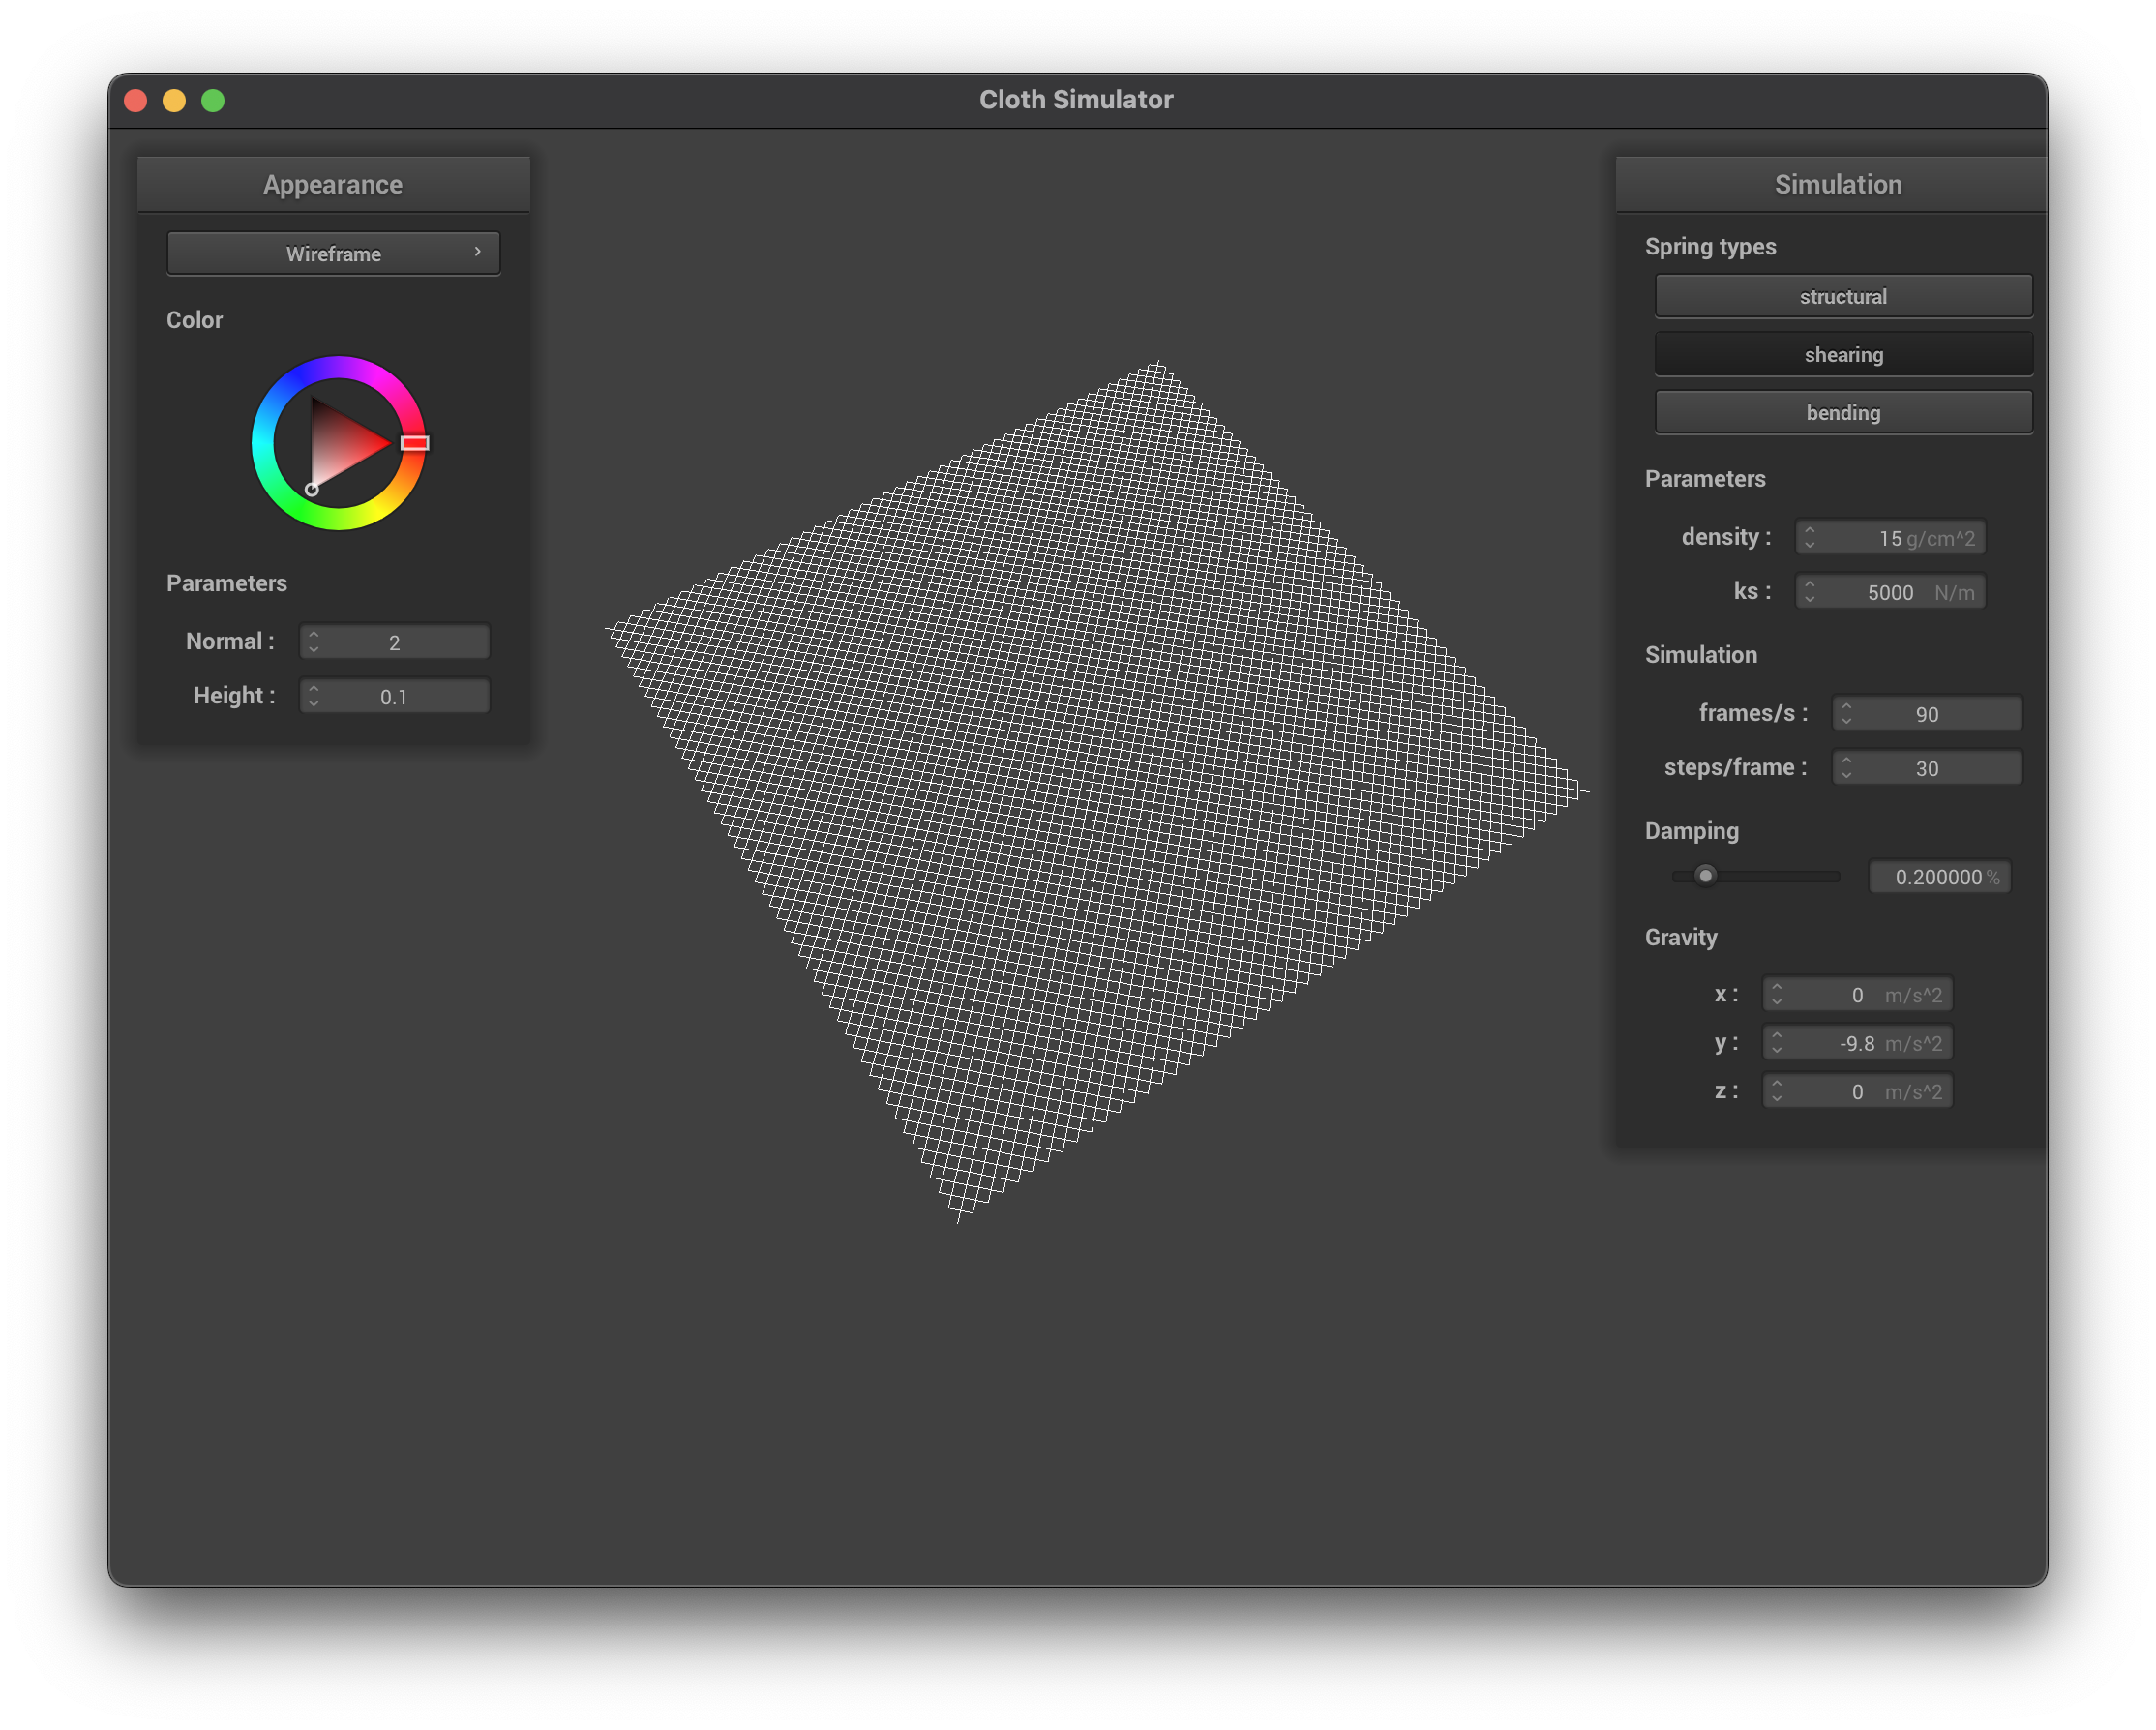 Cloth Simulator
Appearance
Wireframe
Color
Parameters
Normal : 2
Height : 0.1
Simulation
Spring types
structural
shearing
bending
Parameters
density : 15 g/cm^2
ks : 5000 N/m
Simulation
frames/s : 90
steps/frame : 30
Damping
0.200000 %
Gravity
x : 0 m/s^2
y : -9.8 m/s^2
z : 0 m/s^2